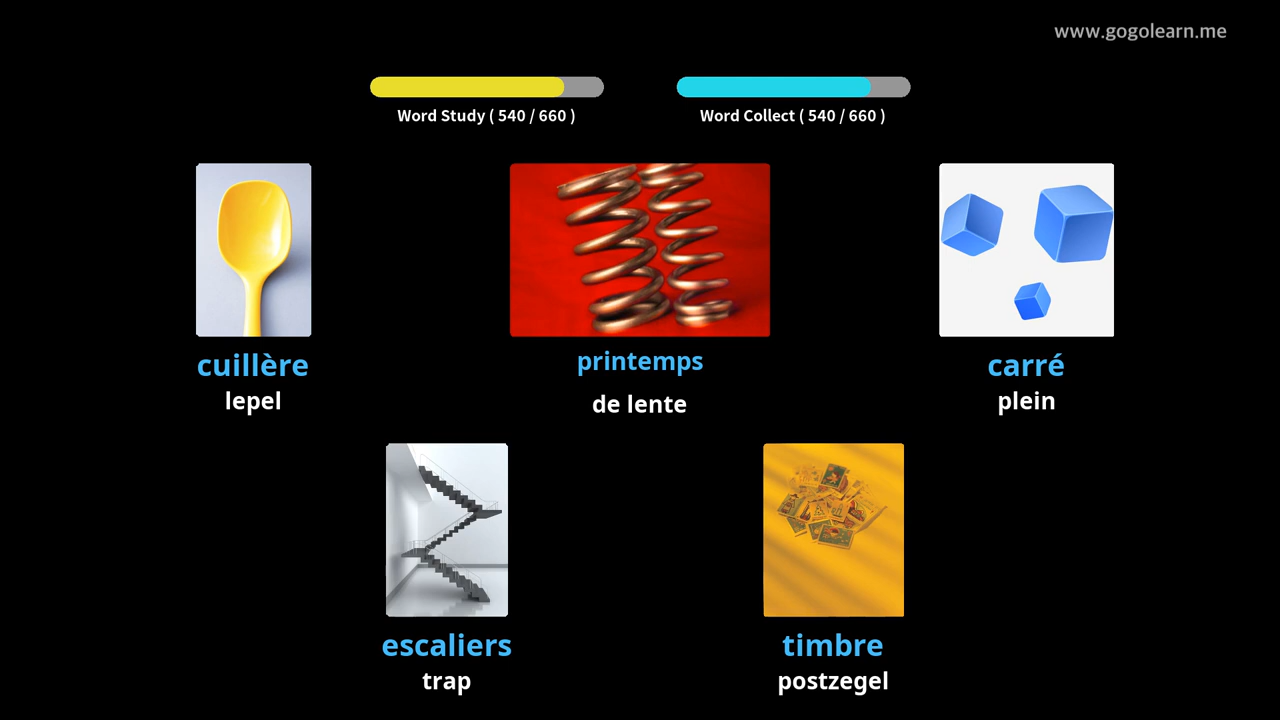 www.gogolearn.me
Word Study ( 540 / 660 )
Word Collect ( 540 / 660 )
cuillère
lepel
printemps
de lente
carré
plein
escaliers
trap
timbre
postzegel